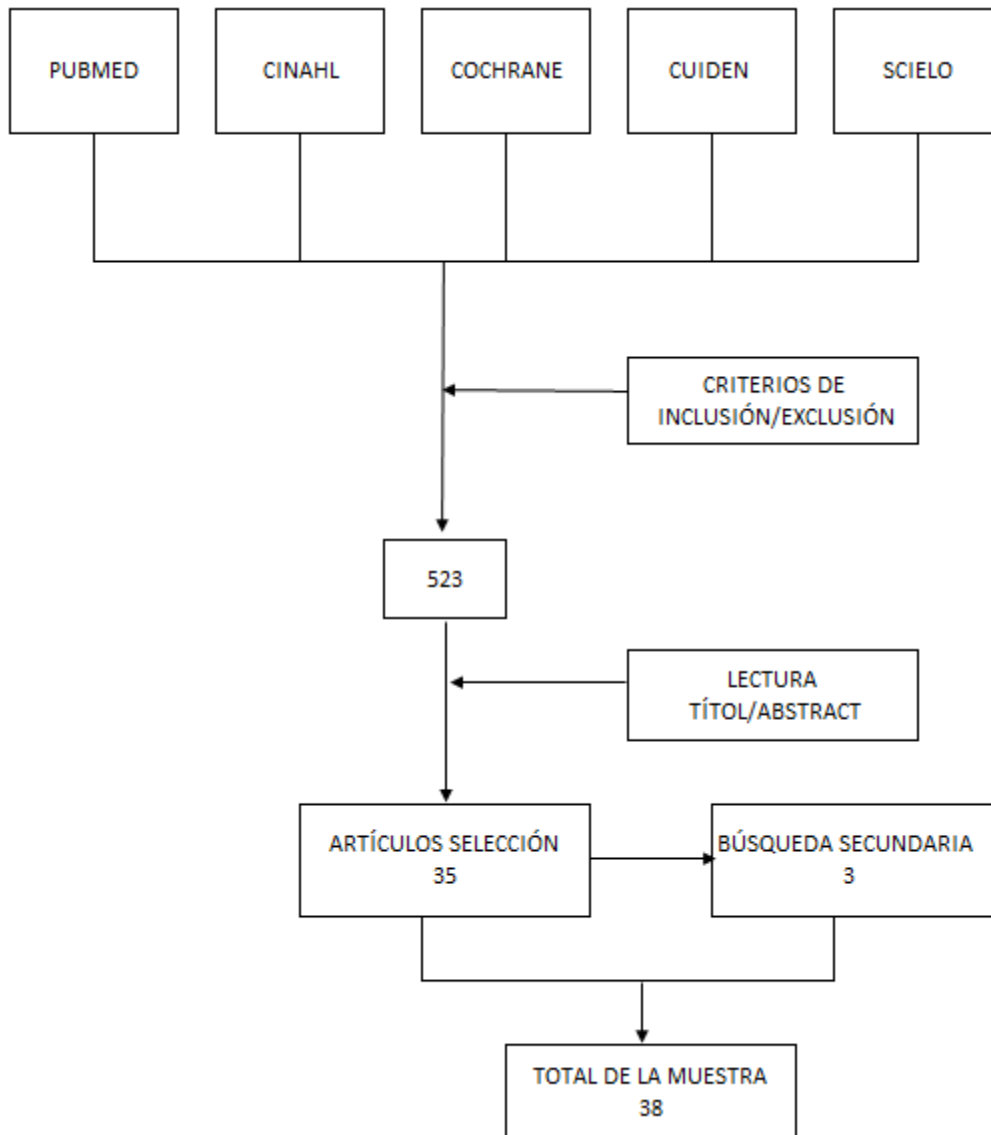 PUBMED
CINAHL
COCHRANE
CUIDEN
SCIELO
CRITERIOS DE
INCLUSIÓN/EXCLUSIÓN
523
LECTURA
TÍTOL/ABSTRACT
ARTÍCULOS SELECCIÓN
35
BÚSQUEDA SECUNDARIA
3
TOTAL DE LA MUESTRA
38